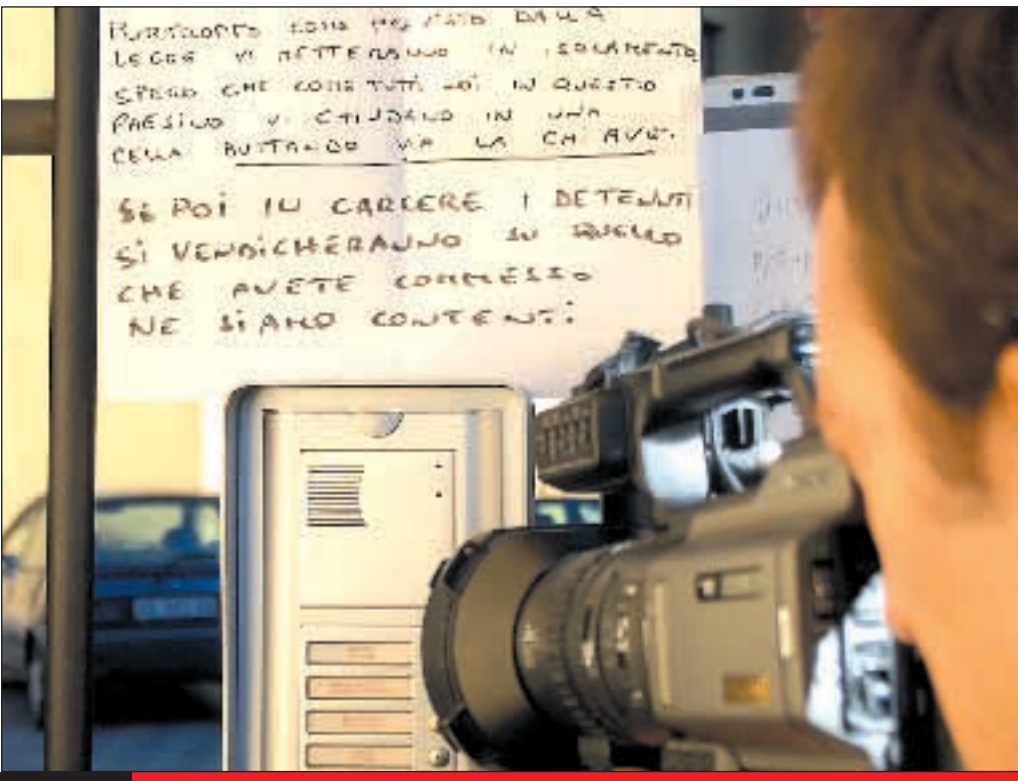 PURTROPPO COME PREVISTO DALLA
LEGGE VI METTERANNO IN ISOLAMENTO
SPERO CHE COME TUTTI NOI IN QUESTO
PAESINO VI CHIUDANO IN UNA
CELLA BUTTANDO VIA LA CHIAVE.
SE POI IN CARCERE I DETENUTI
SI VENDICHERANNO SU QUELLO
CHE AVETE COMMESSO
NE SIAMO CONTENTI